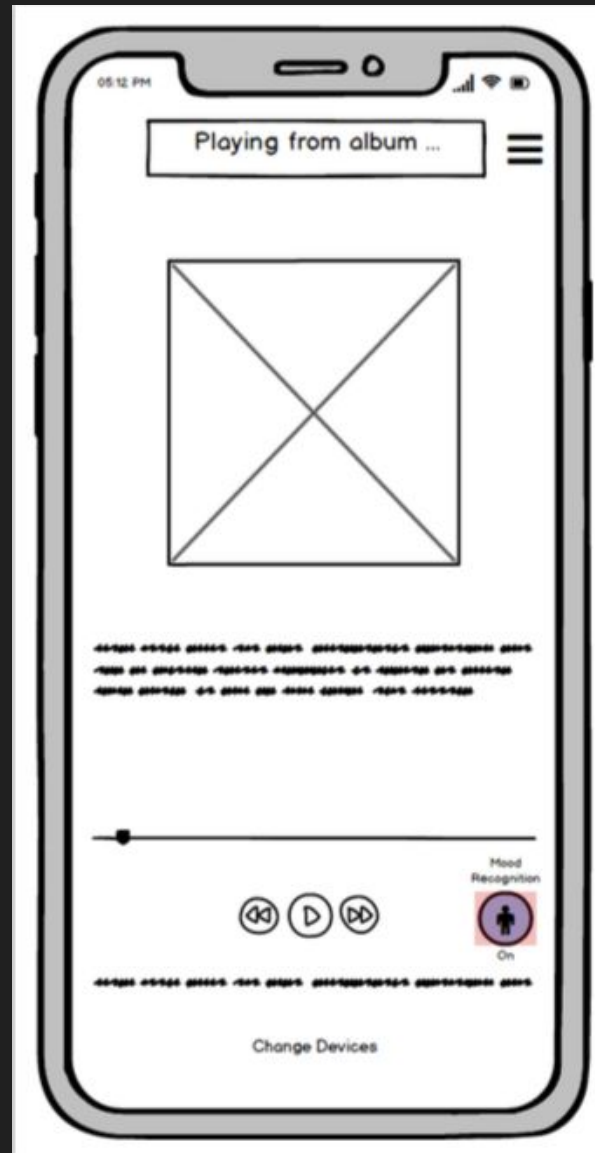 05:12 PM
Playing from album ...
Mood
Recognition
On
Change Devices